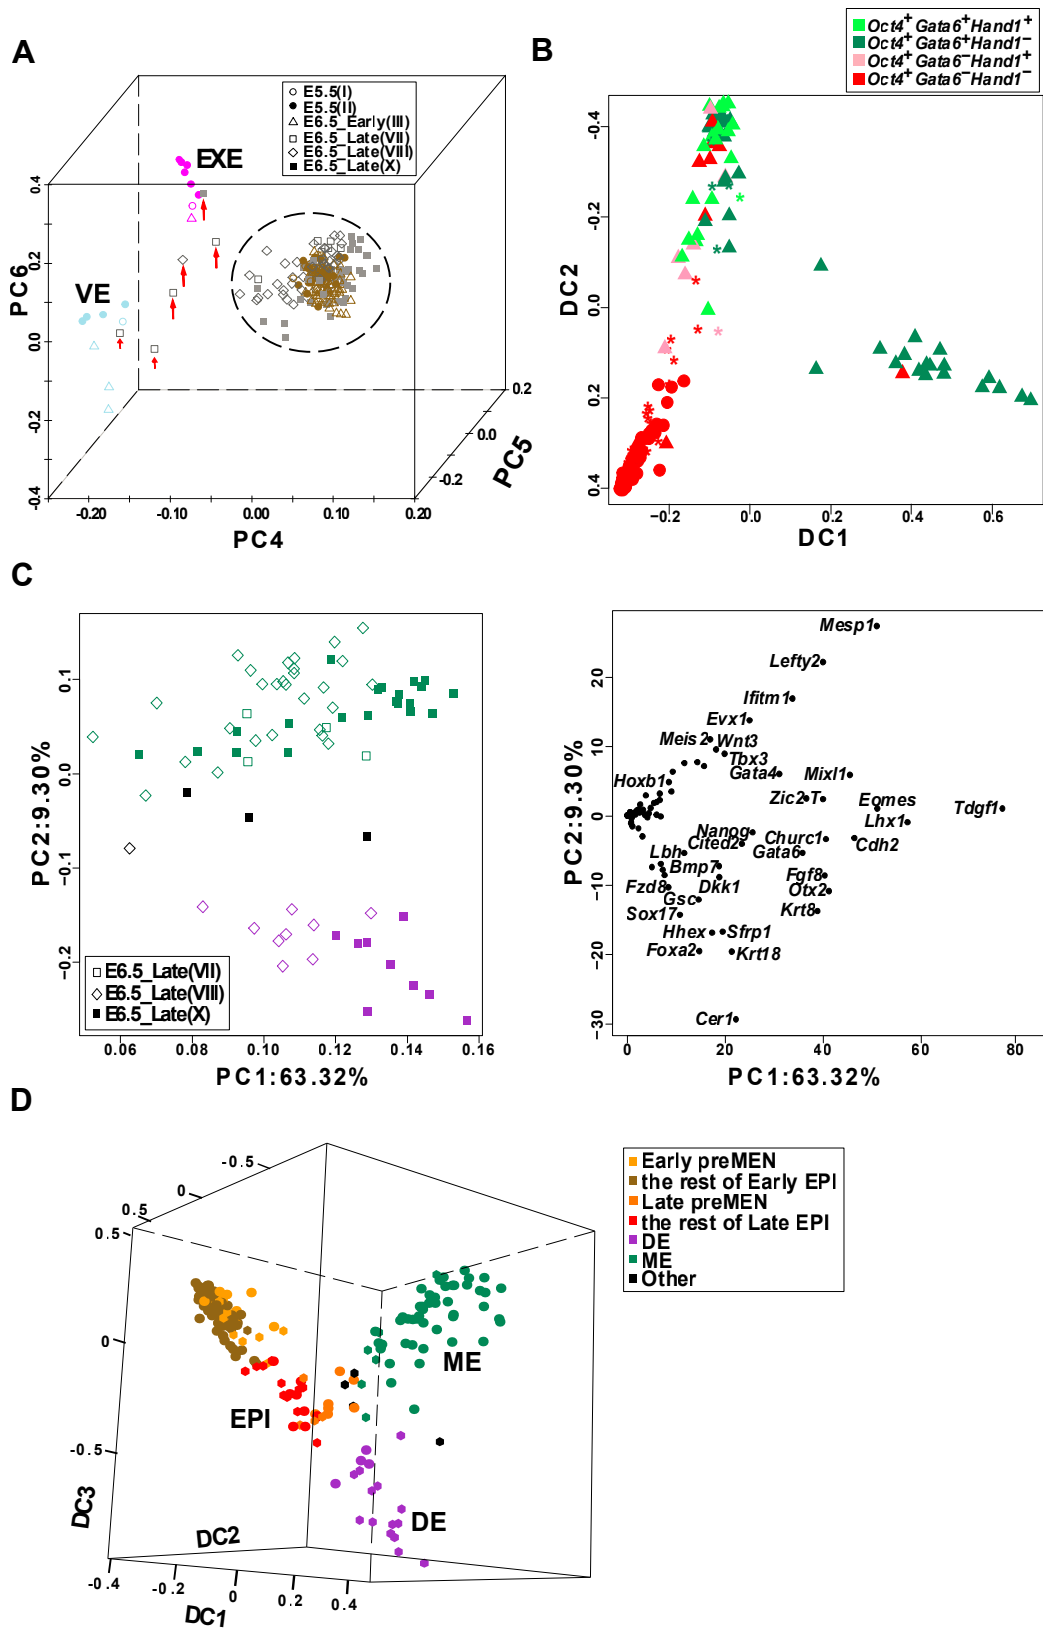 A
E5.5(I)
E5.5(II)
E6.5_Early(III)
E6.5_Late(VII)
E6.5_Late(VIII)
E6.5_Late(X)
EXE
VE
PC6
0.4
0.2
0.0
-0.2
-0.4
-0.20
-0.10
0.00
0.10
0.20
PC4
0.2
0.0
-0.2
PC5
B
Oct4+Gata6+Hand1+
Oct4+Gata6+Hand1−
Oct4+Gata6−Hand1+
Oct4+Gata6−Hand1−
DC2
-0.4
-0.2
0.0
0.2
0.4
−0.2
0.0
0.2
0.4
0.6
DC1
C
PC2:9.30%
0.1
0.0
−0.1
−0.2
E6.5_Late(VII)
E6.5_Late(VIII)
E6.5_Late(X)
0.06
0.08
0.10
0.12
0.14
0.16
PC1:63.32%
PC2:9.30%
20
10
0
−10
−20
−30
Mesp1
Lefty2
Ifitm1
Evx1
Meis2
Wnt3
Tbx3
Gata4
Mixl1
Hoxb1
Zic2
T
Eomes
Tdgf1
Lhx1
Nanog
Churc1
Cdh2
Cited2
Lbh
Gata6
Bmp7
Fgf8
Fzd8
Dkk1
Otx2
Gsc
Krt8
Sox17
Hhex
Sfrp1
Foxa2
Krt18
Cer1
0
20
40
60
80
PC1:63.32%
D
Early preMEN
the rest of Early EPI
Late preMEN
the rest of Late EPI
DE
ME
Other
-0.5
0
0.5
0.5
0
-0.5
DC3
EPI
ME
DE
DC2
-0.4
-0.2
0
0.2
0.4
DC1